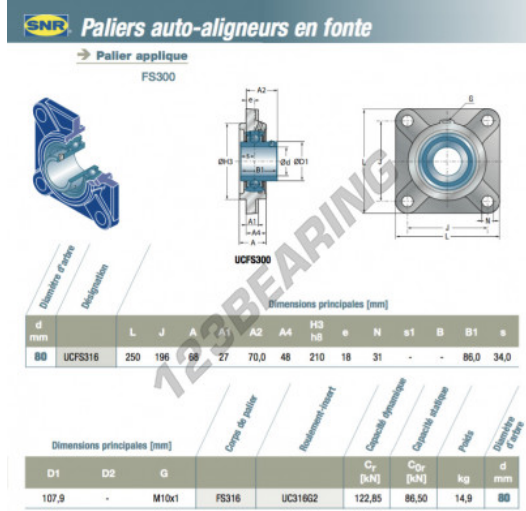 SNR Paliers auto-aligneurs en fonte
→ Palier applique
FS300
A2
e
G
ØH3
s
B1
Ød
ØD1
L
J
A1
A4
A
N
J
L
UCFS300
123BEARING
Diamètre d'arbre
Désignation
Dimensions principales [mm]
d mm L J A A1 A2 A4 H3 h8 e N s1 B B1 s
80 UCFS316 250 196 68 27 70,0 48 210 18 31 - - 86,0 34,0
Corps de palier
Roulement-insert
Capacité dynamique
Capacité statique
Poids
Diamètre d'arbre
Dimensions principales [mm]
D1 D2 G Cr [kN] C0r [kN] kg d mm
107,9 - M10x1 FS316 UC316G2 122,85 86,50 14,9 80